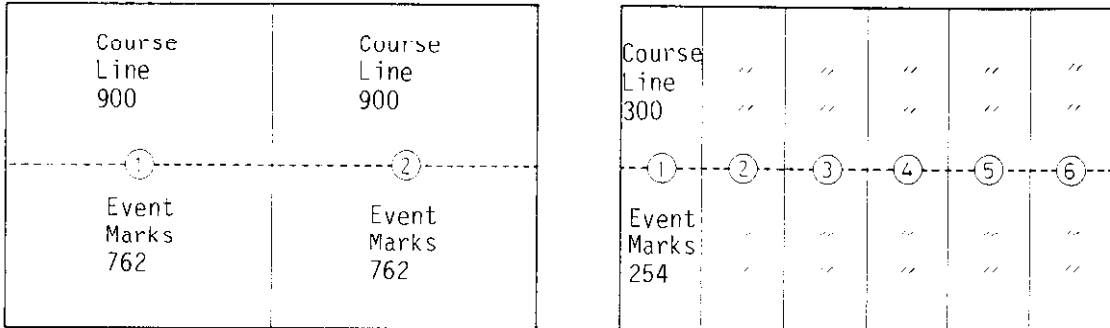 Course
Line
900
Course
Line
900
1
2
Event
Marks
762
Event
Marks
762
Course
Line
300
〃 〃 〃 〃 〃
〃 〃 〃 〃 〃
1 2 3 4 5 6
Event
Marks
254
〃 〃 〃 〃 〃
〃 〃 〃 〃 〃